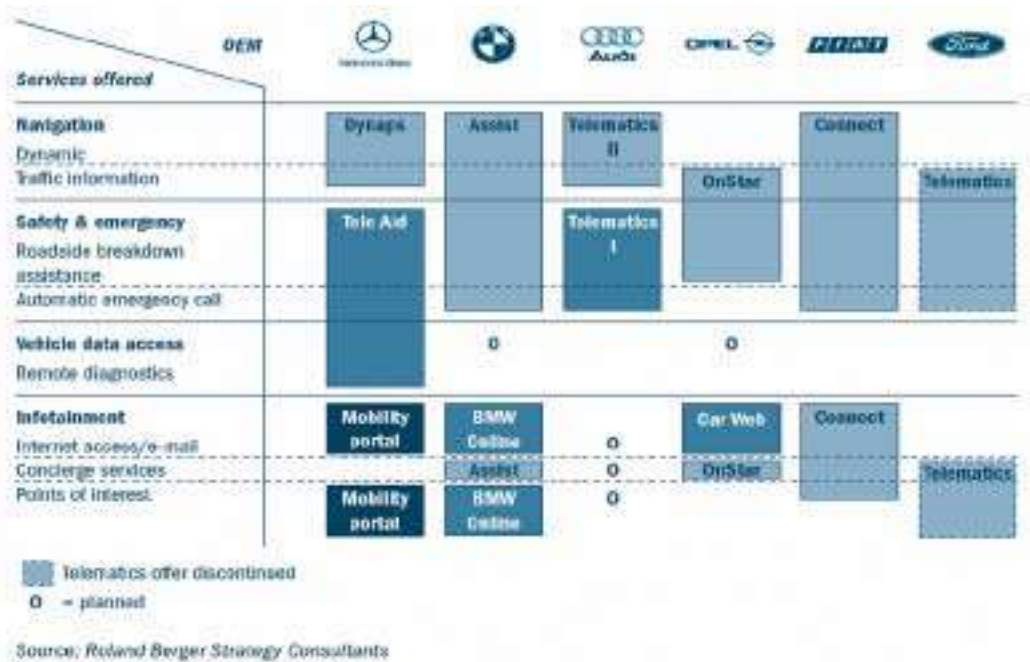 OEM
Mercedes-Benz
Audi
OPEL
FIAT
Ford
Services offered
Navigation
Dynamic
Traffic information
Dynaps
Assist
Telematics
II
OnStar
Connect
Telematics
Safety & emergency
Roadside breakdown
assistance
Automatic emergency call
Tele Aid
Telematics
I
Vehicle data access
Remote diagnostics
O
O
Infotainment
Internet access/e-mail
Concierge services
Points of interest
Mobility
portal
BMW
Online
O
Car Web
Connect
Assist
O
OnStar
Telematics
Mobility
portal
BMW
Online
O
Telematics offer discontinued
O = planned
Source: Roland Berger Strategy Consultants